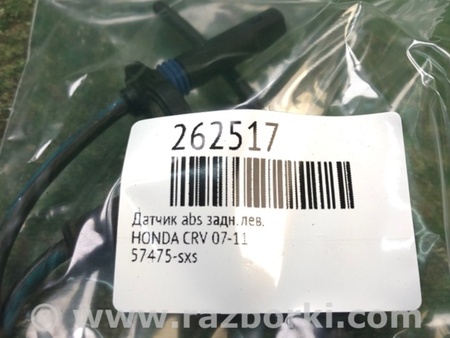 262517
Датчик abs задн.лев.
HONDA CRV 07-11
57475-sxs
www.razborki.com